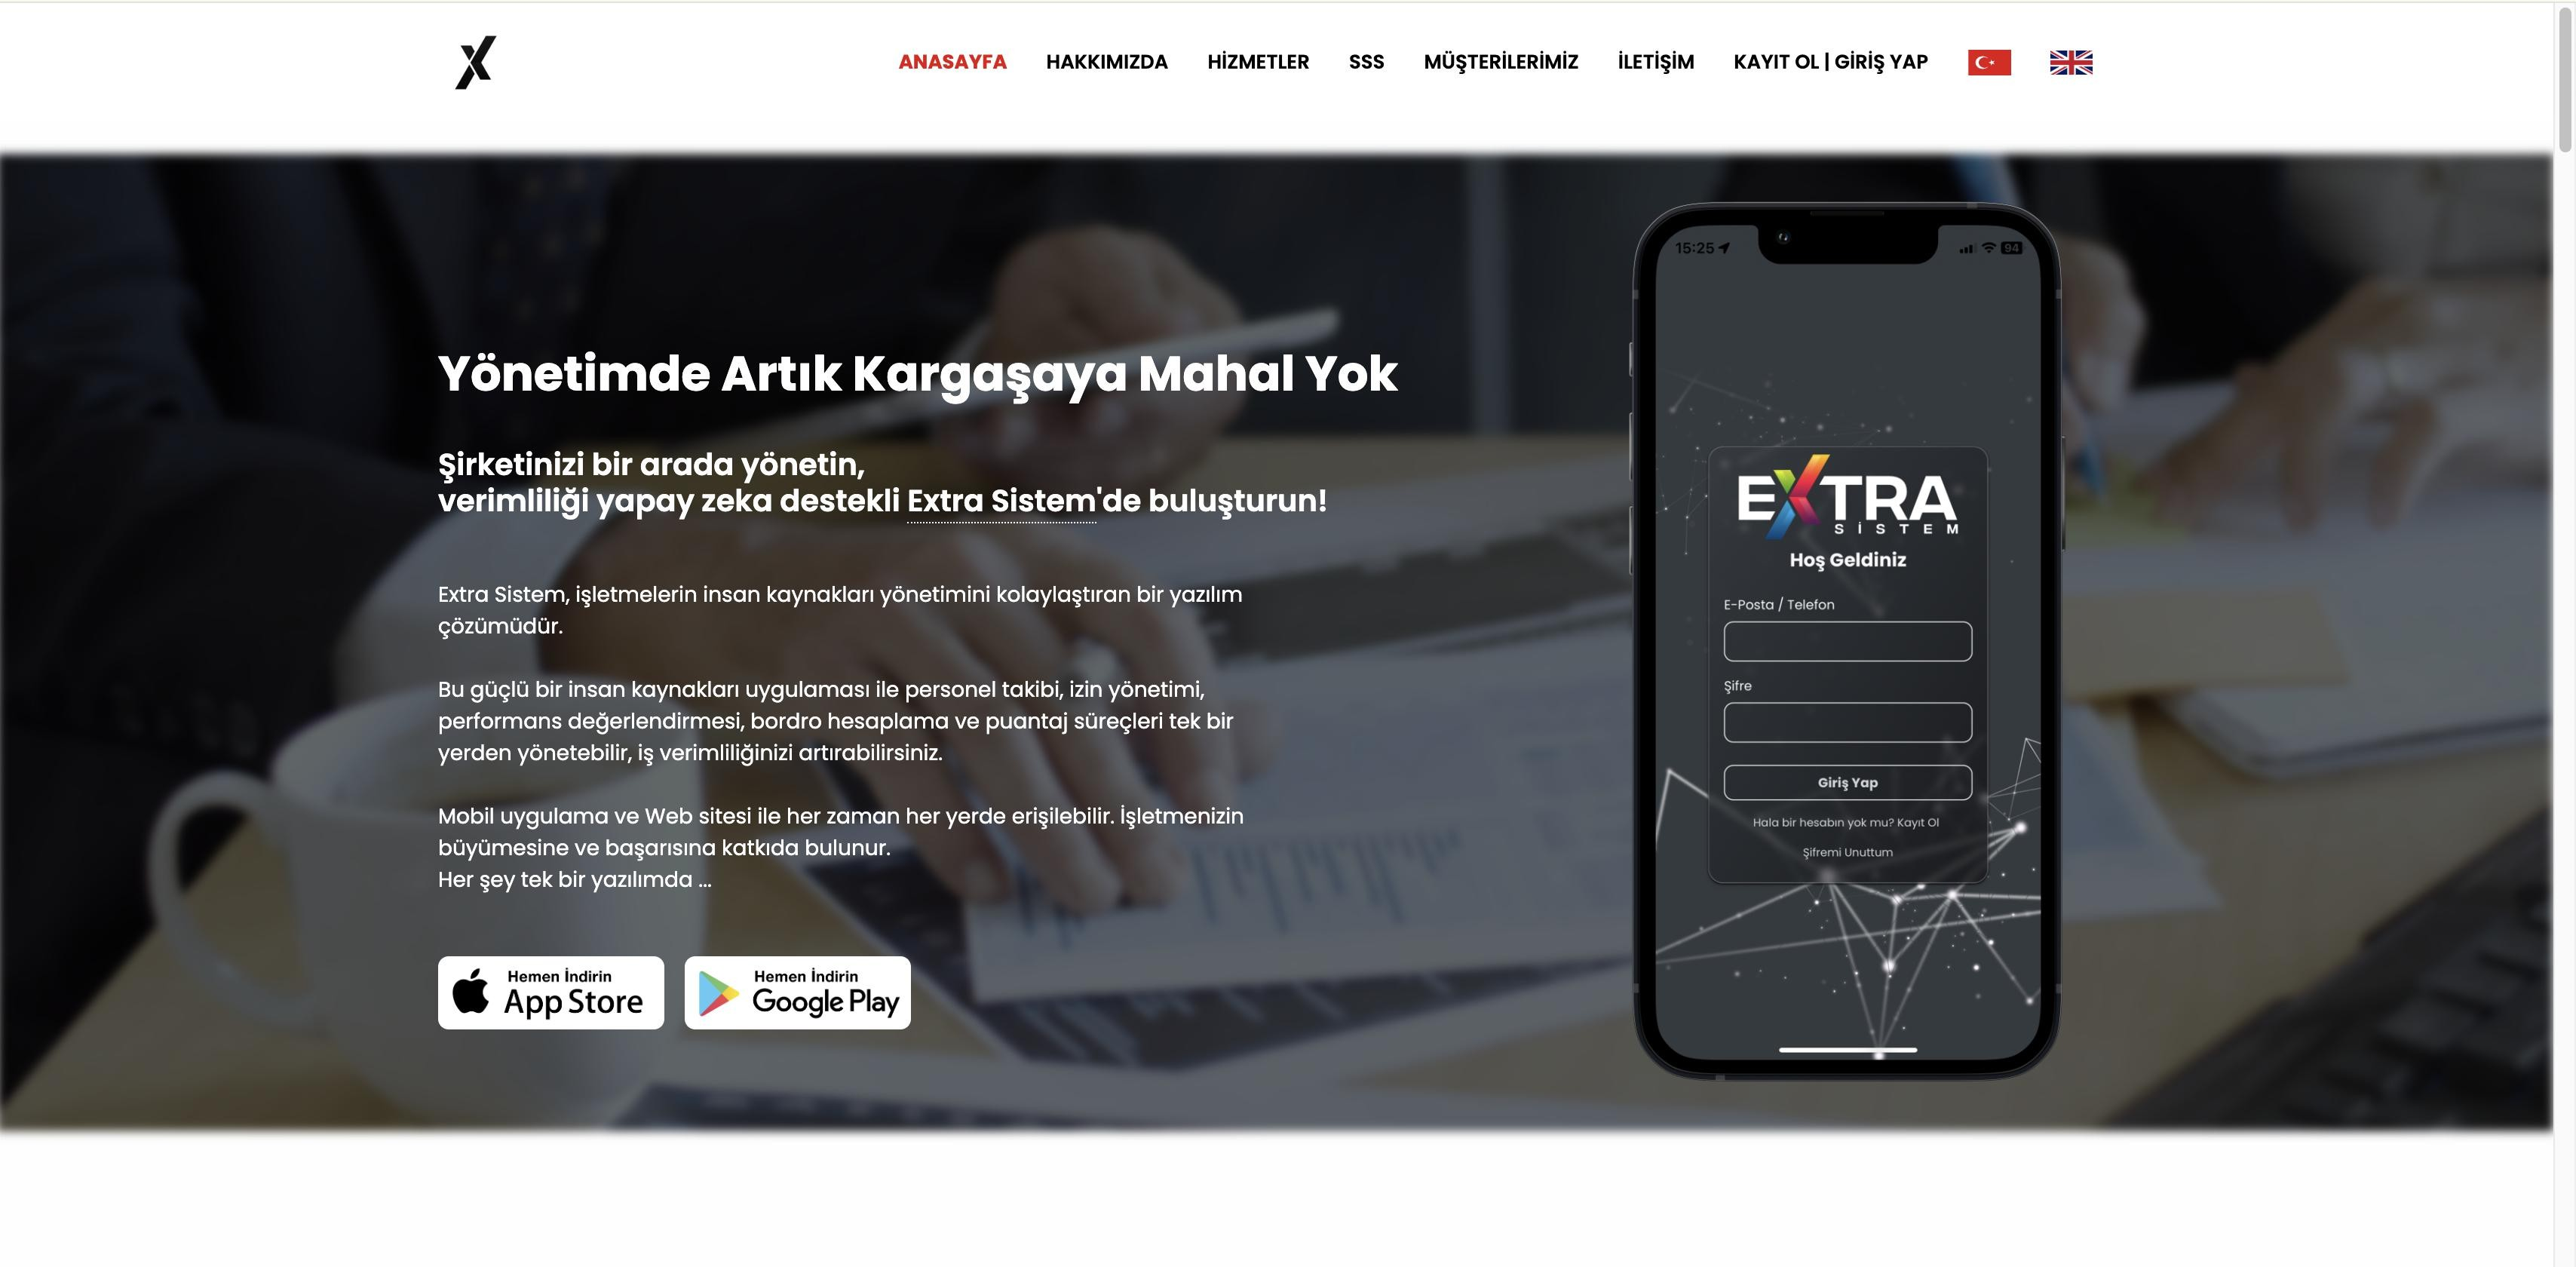 ANASAYFA HAKKIMIZDA HİZMETLER SSS MÜŞTERİLERİMİZ İLETİŞİM KAYIT OL | GİRİŞ YAP
Yönetimde Artık Kargaşaya Mahal Yok
Şirketinizi bir arada yönetin,
verimliliği yapay zeka destekli Extra Sistem'de buluşturun!
Extra Sistem, işletmelerin insan kaynakları yönetimini kolaylaştıran bir yazılım
çözümüdür.
Bu güçlü bir insan kaynakları uygulaması ile personel takibi, izin yönetimi,
performans değerlendirmesi, bordro hesaplama ve puantaj süreçleri tek bir
yerden yönetebilir, iş verimliliğinizi artırabilirsiniz.
Mobil uygulama ve Web sitesi ile her zaman her yerde erişilebilir. İşletmenizin
büyümesine ve başarısına katkıda bulunur.
Her şey tek bir yazılımda ...
Hemen İndirin
App Store
Hemen İndirin
Google Play
15:25
94
EXTRA
SİSTEM
Hoş Geldiniz
E-Posta / Telefon
Şifre
Giriş Yap
Hala bir hesabın yok mu? Kayıt Ol
Şifremi Unuttum